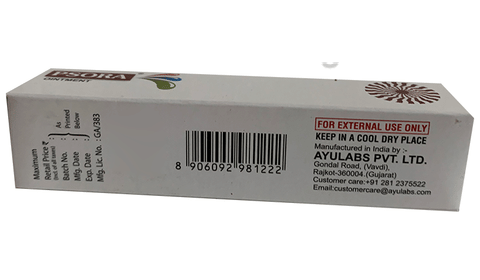 PSORA
OINTMENT
Maximum
Retail Price ₹
(Incl. of all taxes)
Batch No.
Mfg. Date
Exp. Date
Mfg. Lic. No. : GA/383
As
Printed
Below
8 906092 981222
FOR EXTERNAL USE ONLY
KEEP IN A COOL DRY PLACE
Manufactured in India by :-
AYULABS PVT. LTD.
Gondal Road, (Vavdi),
Rajkot-360004.(Gujarat)
Customer care:+91 281 2375522
Email:customercare@ayulabs.com